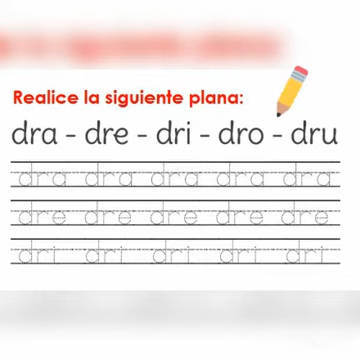 Realice la siguiente plana:
dra - dre - dri - dro - dru
dra dra dra dra dra
dre dre dre dre dre
dri dri dri dri dri